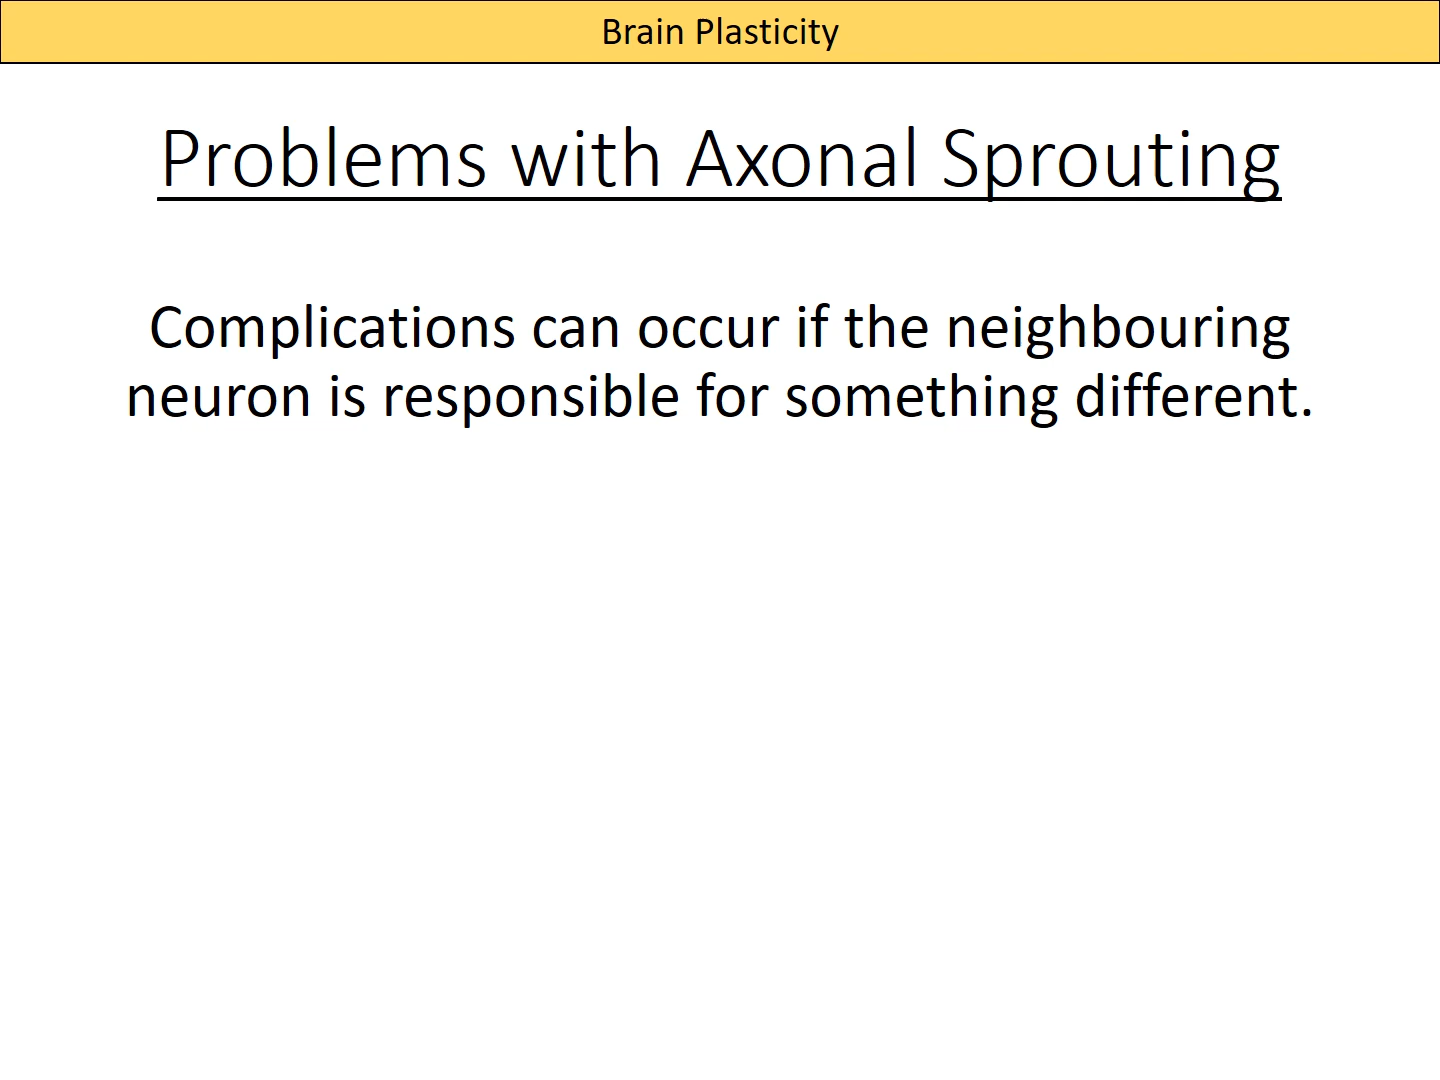 Brain Plasticity
Problems with Axonal Sprouting
Complications can occur if the neighbouring
neuron is responsible for something different.